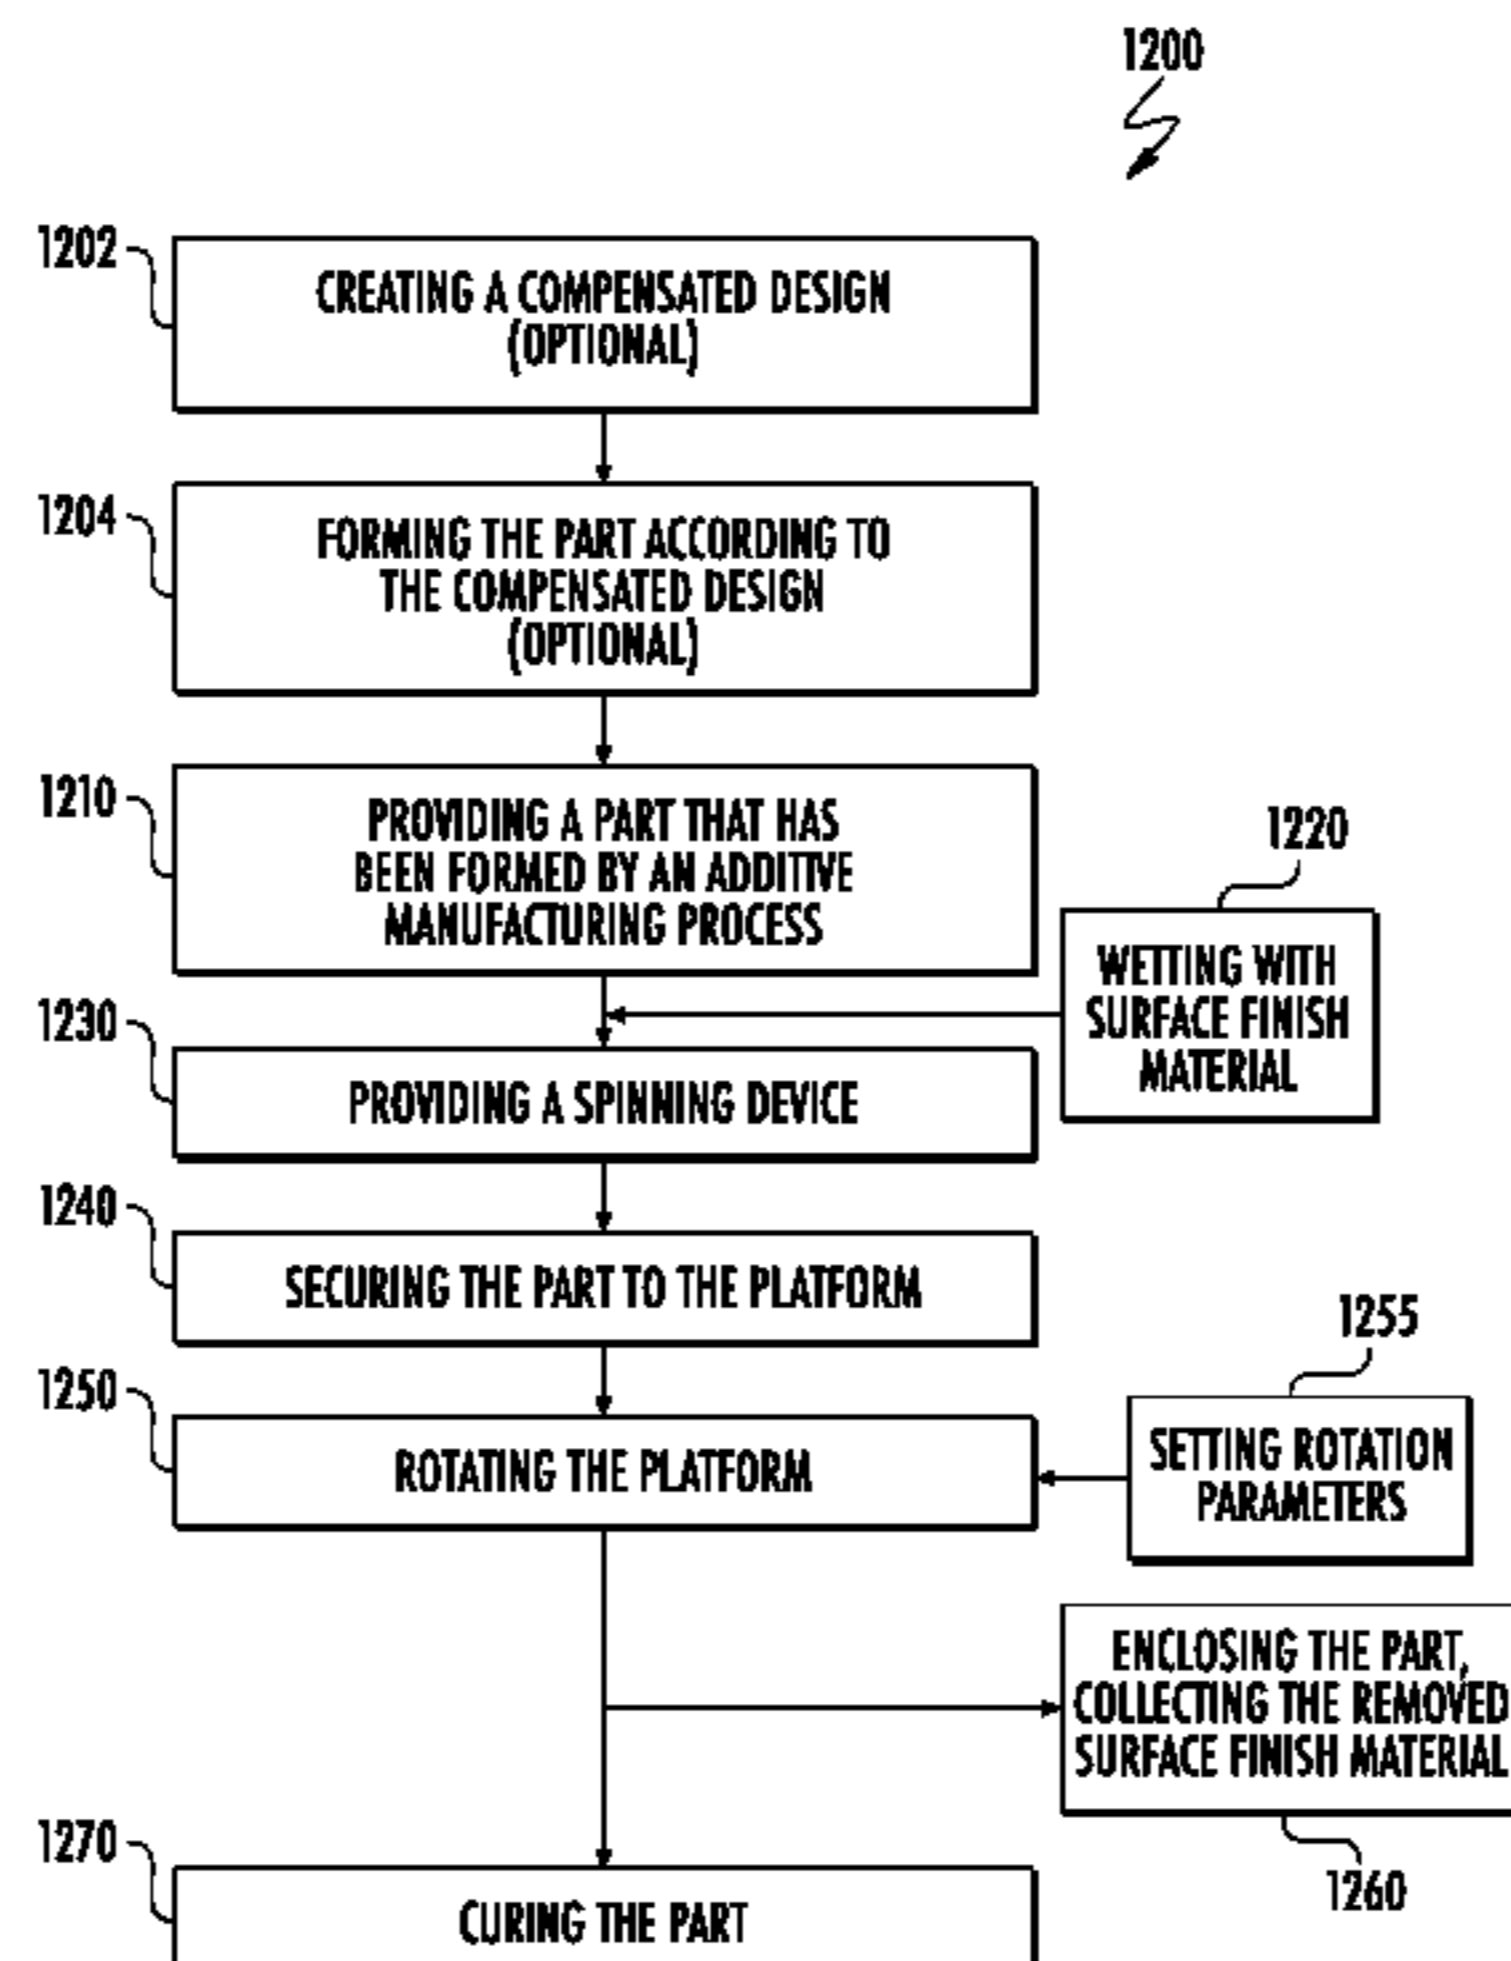 1200
1202
CREATING A COMPENSATED DESIGN
(OPTIONAL)
1204
FORMING THE PART ACCORDING TO
THE COMPENSATED DESIGN
(OPTIONAL)
1210
PROVIDING A PART THAT HAS
BEEN FORMED BY AN ADDITIVE
MANUFACTURING PROCESS
1220
WETTING WITH
SURFACE FINISH
MATERIAL
1230
PROVIDING A SPINNING DEVICE
1240
SECURING THE PART TO THE PLATFORM
1250
ROTATING THE PLATFORM
1255
SETTING ROTATION
PARAMETERS
ENCLOSING THE PART,
COLLECTING THE REMOVED
SURFACE FINISH MATERIAL
1260
1270
CURING THE PART